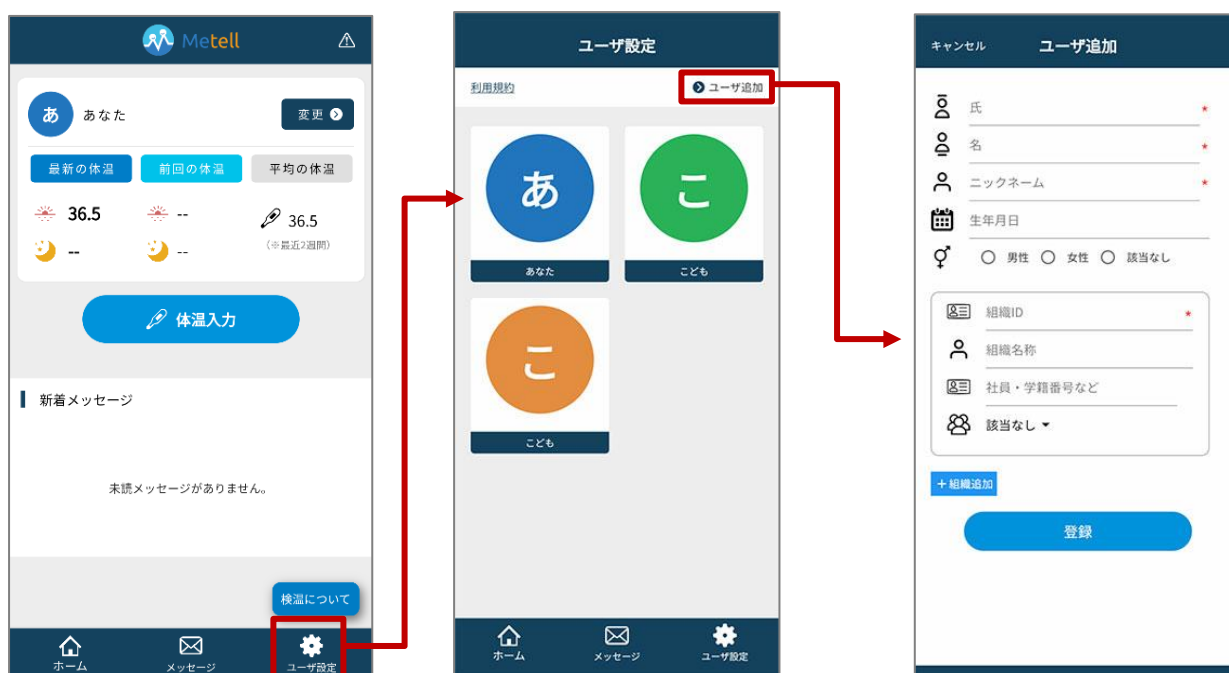 Metell
あ あなた 変更
最新の体温 前回の体温 平均の体温
36.5 -- 36.5
-- -- (※最近2週間)
体温入力
新着メッセージ
未読メッセージがありません。
検温について
ホーム メッセージ ユーザ設定
ユーザ設定
利用規約 ユーザ追加
あ こ
あなた こども
こ
こども
ホーム メッセージ ユーザ設定
キャンセル ユーザ追加
氏 *
名 *
ニックネーム *
生年月日
男性 女性 該当なし
組織ID *
組織名称
社員・学籍番号など
該当なし
+組織追加
登録